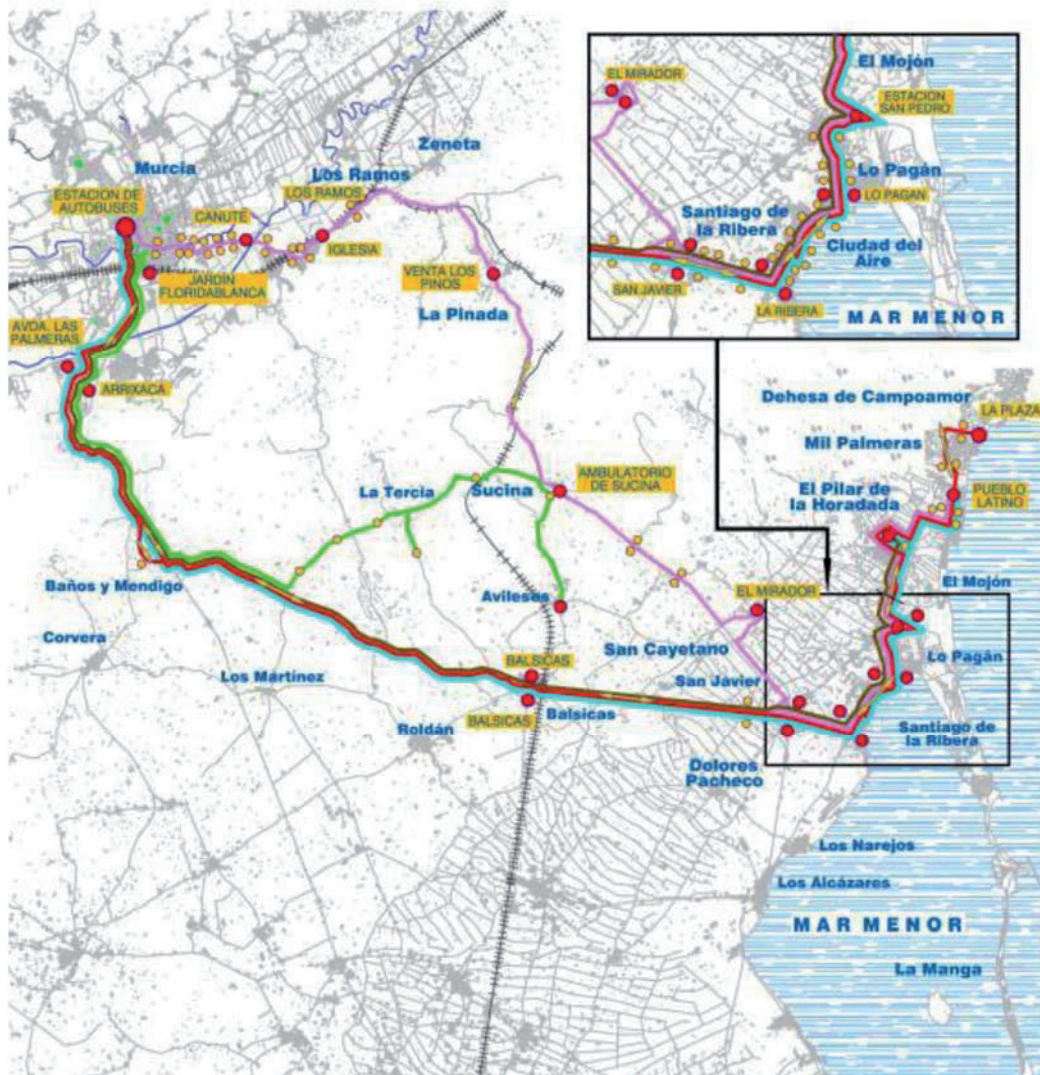 El Mojón
EL MIRADOR
ESTACION
SAN PEDRO
Zeneta
Murcia
Los Ramos
Lo Pagán
ESTACION DE
AUTOBUSES
LOS RAMOS
LO PAGAN
CANUTE
Santiago de
la Ribera
Ciudad del
Aire
IGLESIA
JARDÍN
FLORIDABLANCA
VENTA LOS
PINOS
SAN JAVIER
LA RIBERA
La Pinada
MAR MENOR
AVDA. LAS
PALMERAS
ARRIXACA
Dehesa de Campoamor
LA PLAZA
Mil Palmeras
AMBULATORIO
DE SUCINA
La Tercia
Sucina
El Pilar de
la Horadada
PUEBLO
LATINO
Baños y Mendigo
Avileses
EL MIRADOR
El Mojón
Corvera
San Cayetano
Lo Pagán
BALSICAS
San Javier
Los Martínez
BALSICAS
Balsicas
Roldán
Santiago de
la Ribera
Dolores
Pacheco
Los Narejos
Los Alcázares
MAR MENOR
La Manga